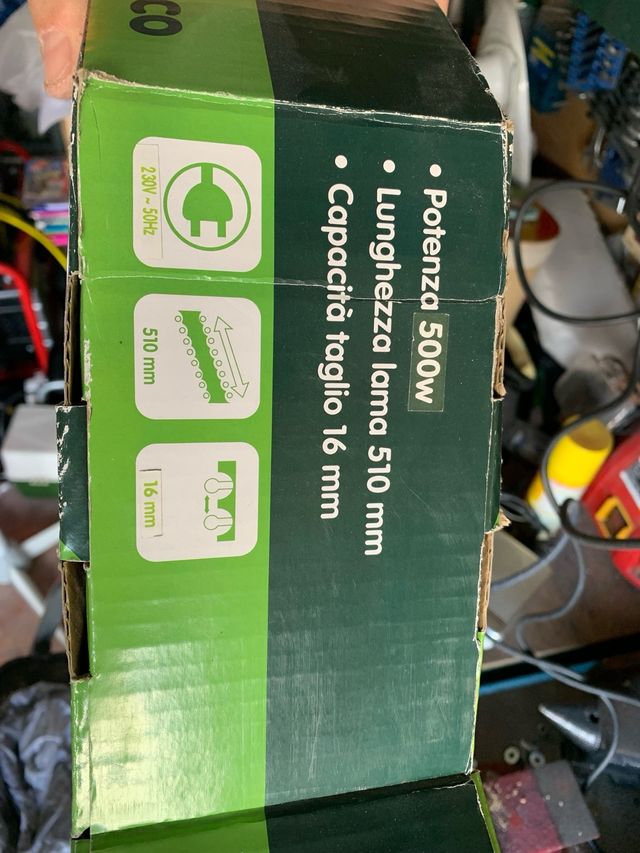 co
• Potenza 500w
• Lunghezza lama 510 mm
• Capacità taglio 16 mm
230V ~ 50Hz
510 mm
16 mm